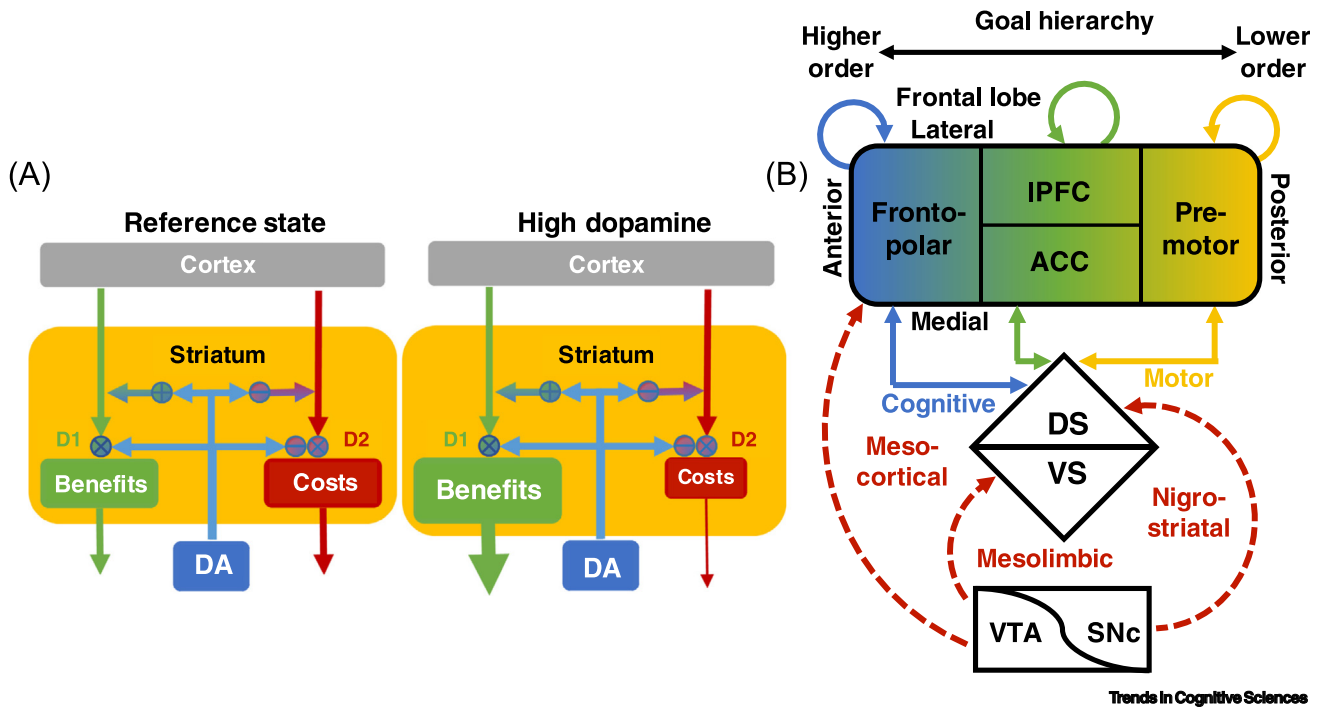 (A)
Reference state
Cortex
Striatum
D1
D2
Benefits
Costs
DA
High dopamine
Cortex
Striatum
D1
D2
Benefits
Costs
DA
(B)
Goal hierarchy
Higher
order
Lower
order
Frontal lobe
Lateral
Anterior
Posterior
Fronto-
polar
lPFC
ACC
Pre-
motor
Medial
Cognitive
Motor
DS
VS
Meso-
cortical
Mesolimbic
Nigro-
striatal
VTA
SNc
Trends in Cognitive Sciences